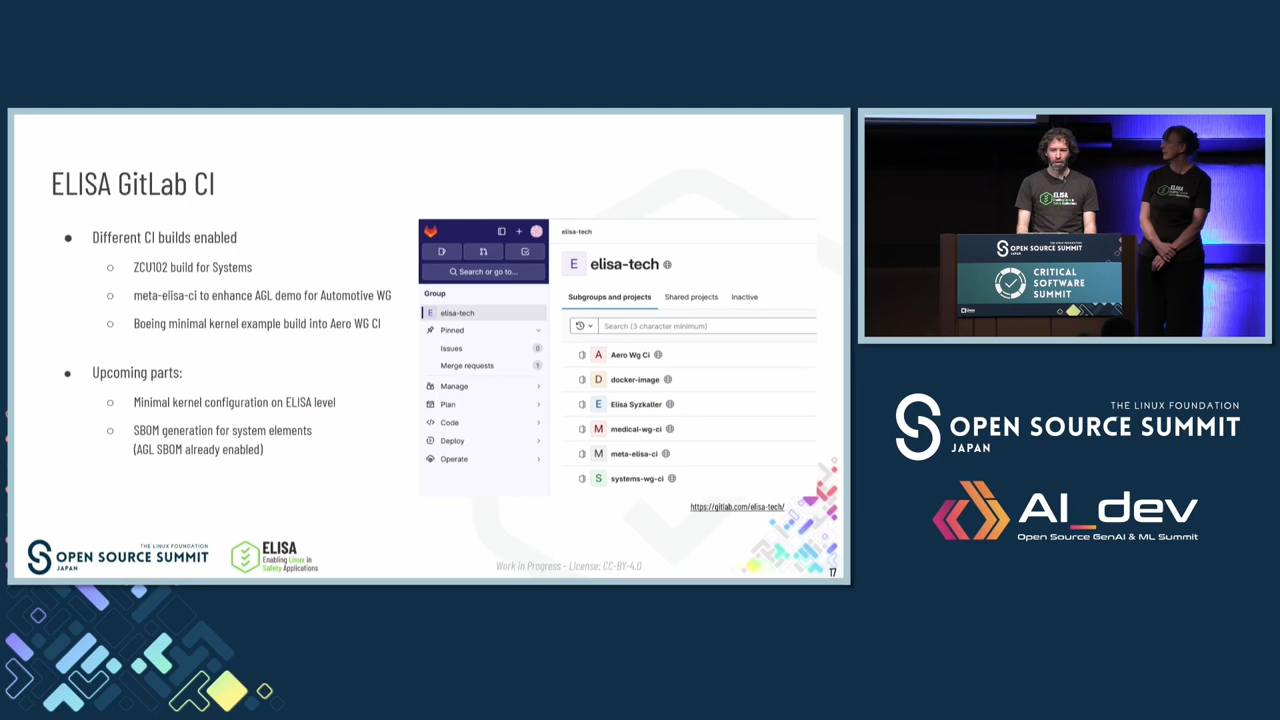 ELISA GitLab CI
● Different CI builds enabled
○ ZCU102 build for Systems
○ meta-elisa-ci to enhance AGL demo for Automotive WG
○ Boeing minimal kernel example build into Aero WG CI
● Upcoming parts:
○ Minimal kernel configuration on ELISA level
○ SBOM generation for system elements
(AGL SBOM already enabled)
Search or go to...
Group
E elisa-tech
Pinned
Issues 0
Merge requests 1
Manage
Plan
Code
Deploy
Operate
elisa-tech
E elisa-tech
Subgroups and projects Shared projects Inactive
Search (3 character minimum)
A Aero Wg Ci
D docker-image
E Elisa Syzkaller
M medical-wg-ci
M meta-elisa-ci
S systems-wg-ci
https://gitlab.com/elisa-tech/
THE LINUX FOUNDATION
OPEN SOURCE SUMMIT
JAPAN
ELISA
Enabling Linux in
Safety Applications
Work in Progress - License: CC-BY-4.0
17
ELISA
ELISA
OPEN SOURCE SUMMIT
JAPAN
CRITICAL
SOFTWARE
SUMMIT
THE LINUX FOUNDATION
OPEN SOURCE SUMMIT
JAPAN
AI_dev
Open Source GenAI & ML Summit